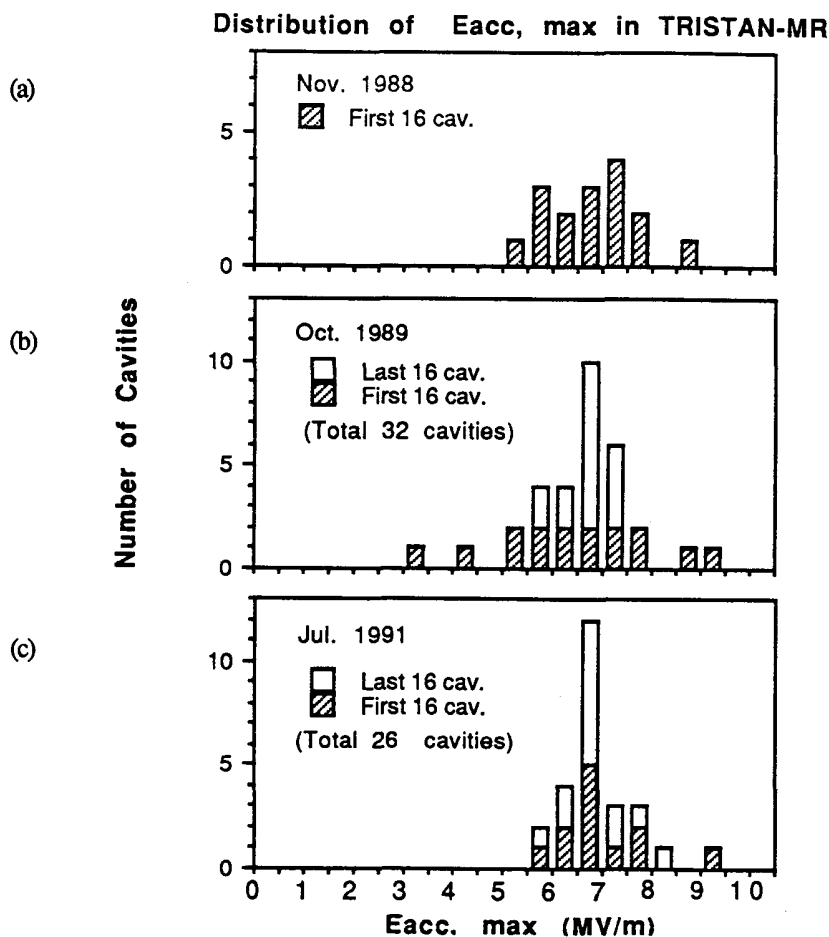 Distribution of Eacc, max in TRISTAN-MR
(a)
Nov. 1988
First 16 cav.
5
0
(b)
Oct. 1989
Last 16 cav.
First 16 cav.
(Total 32 cavities)
10
5
0
Number of Cavities
(c)
Jul. 1991
Last 16 cav.
First 16 cav.
(Total 26 cavities)
10
5
0
0 1 2 3 4 5 6 7 8 9 10
Eacc, max (MV/m)